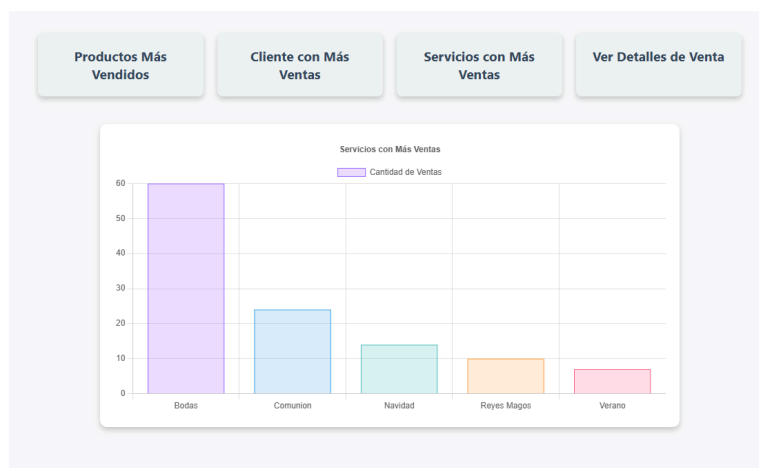 Productos Más
Vendidos
Cliente con Más
Ventas
Servicios con Más
Ventas
Ver Detalles de Venta
Servicios con Más Ventas
Cantidad de Ventas
60
50
40
30
20
10
0
Bodas
Comunion
Navidad
Reyes Magos
Verano